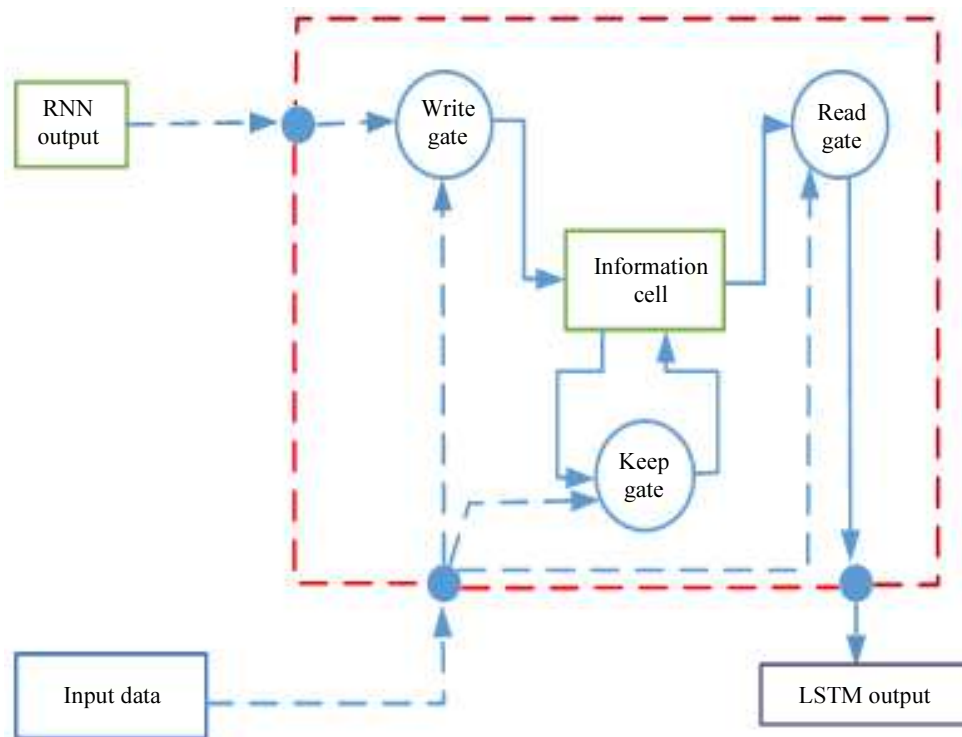 RNN
output
Write
gate
Read
gate
Information
cell
Keep
gate
Input data
LSTM output